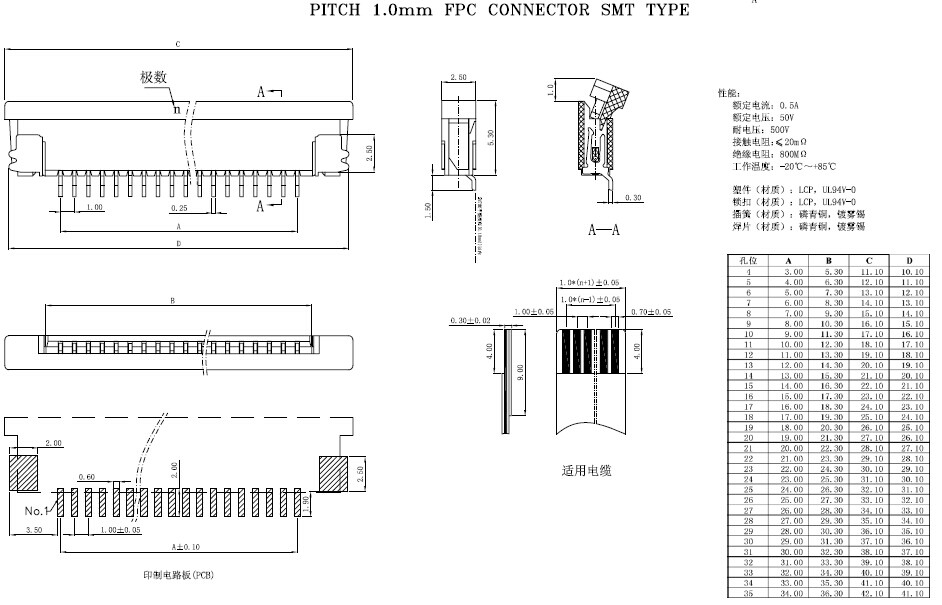 A
PITCH 1.0mm FPC CONNECTOR SMT TYPE
C
极数
n
A
A
2.50
1.00
0.25
A
D
2.50
5.30
1.50
1.0
0.30
A—A
性能:
额定电流: 0.5A
额定电压: 50V
耐电压: 500V
接触电阻:≤20mΩ
绝缘电阻: 800MΩ
工作温度: -20℃~+85℃
塑件（材质）: LCP, UL94V-0
锁扣（材质）: LCP, UL94V-0
插簧（材质）: 磷青铜, 镀雾锡
焊片（材质）: 磷青铜, 镀雾锡
B
1.0*(n+1)±0.05
1.0*(n-1)±0.05
1.00±0.05
0.70±0.05
0.30±0.02
4.00
9.00
4.00
适用电缆
2.00
0.60
2.00
2.50
1.90
No.1
3.50
1.00±0.05
A±0.10
印制电路板(PCB)
孔位 A B C D
4 3.00 5.30 11.10 10.10
5 4.00 6.30 12.10 11.10
6 5.00 7.30 13.10 12.10
7 6.00 8.30 14.10 13.10
8 7.00 9.30 15.10 14.10
9 8.00 10.30 16.10 15.10
10 9.00 11.30 17.10 16.10
11 10.00 12.30 18.10 17.10
12 11.00 13.30 19.10 18.10
13 12.00 14.30 20.10 19.10
14 13.00 15.30 21.10 20.10
15 14.00 16.30 22.10 21.10
16 15.00 17.30 23.10 22.10
17 16.00 18.30 24.10 23.10
18 17.00 19.30 25.10 24.10
19 18.00 20.30 26.10 25.10
20 19.00 21.30 27.10 26.10
21 20.00 22.30 28.10 27.10
22 21.00 23.30 29.10 28.10
23 22.00 24.30 30.10 29.10
24 23.00 25.30 31.10 30.10
25 24.00 26.30 32.10 31.10
26 25.00 27.30 33.10 32.10
27 26.00 28.30 34.10 33.10
28 27.00 29.30 35.10 34.10
29 28.00 30.30 36.10 35.10
30 29.00 31.30 37.10 36.10
31 30.00 32.30 38.10 37.10
32 31.00 33.30 39.10 38.10
33 32.00 34.30 40.10 39.10
34 33.00 35.30 41.10 40.10
35 34.00 36.30 42.10 41.10